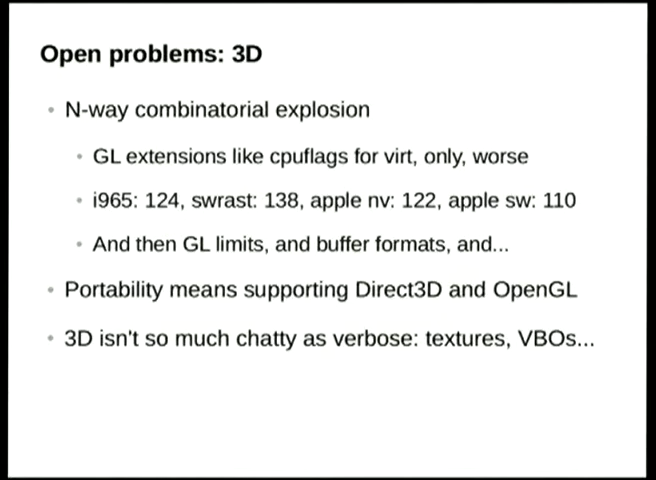 Open problems: 3D
N-way combinatorial explosion
GL extensions like cpuflags for virt, only, worse
i965: 124, swrast: 138, apple nv: 122, apple sw: 110
And then GL limits, and buffer formats, and...
Portability means supporting Direct3D and OpenGL
3D isn't so much chatty as verbose: textures, VBOs...